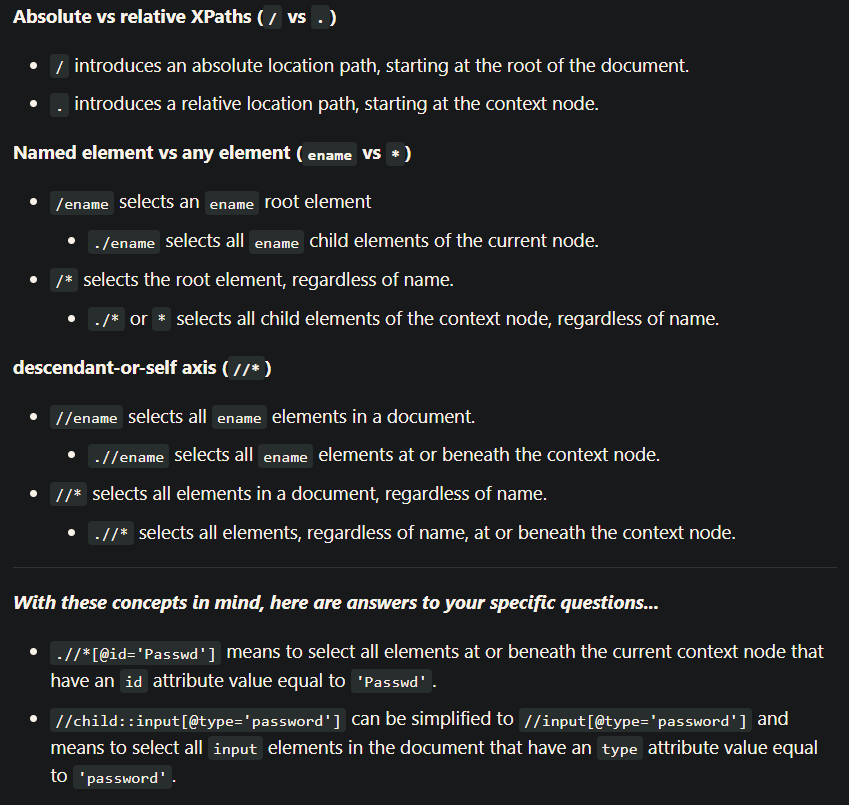 Absolute vs relative XPaths ( / vs . )
/ introduces an absolute location path, starting at the root of the document.
. introduces a relative location path, starting at the context node.
Named element vs any element ( ename vs * )
/ename selects an ename root element
./ename selects all ename child elements of the current node.
/* selects the root element, regardless of name.
./* or * selects all child elements of the context node, regardless of name.
descendant-or-self axis ( //* )
//ename selects all ename elements in a document.
.//ename selects all ename elements at or beneath the context node.
//* selects all elements in a document, regardless of name.
.//* selects all elements, regardless of name, at or beneath the context node.
With these concepts in mind, here are answers to your specific questions...
.//*[@id='Passwd'] means to select all elements at or beneath the current context node that
have an id attribute value equal to 'Passwd'.
//child::input[@type='password'] can be simplified to //input[@type='password'] and
means to select all input elements in the document that have an type attribute value equal
to 'password'.